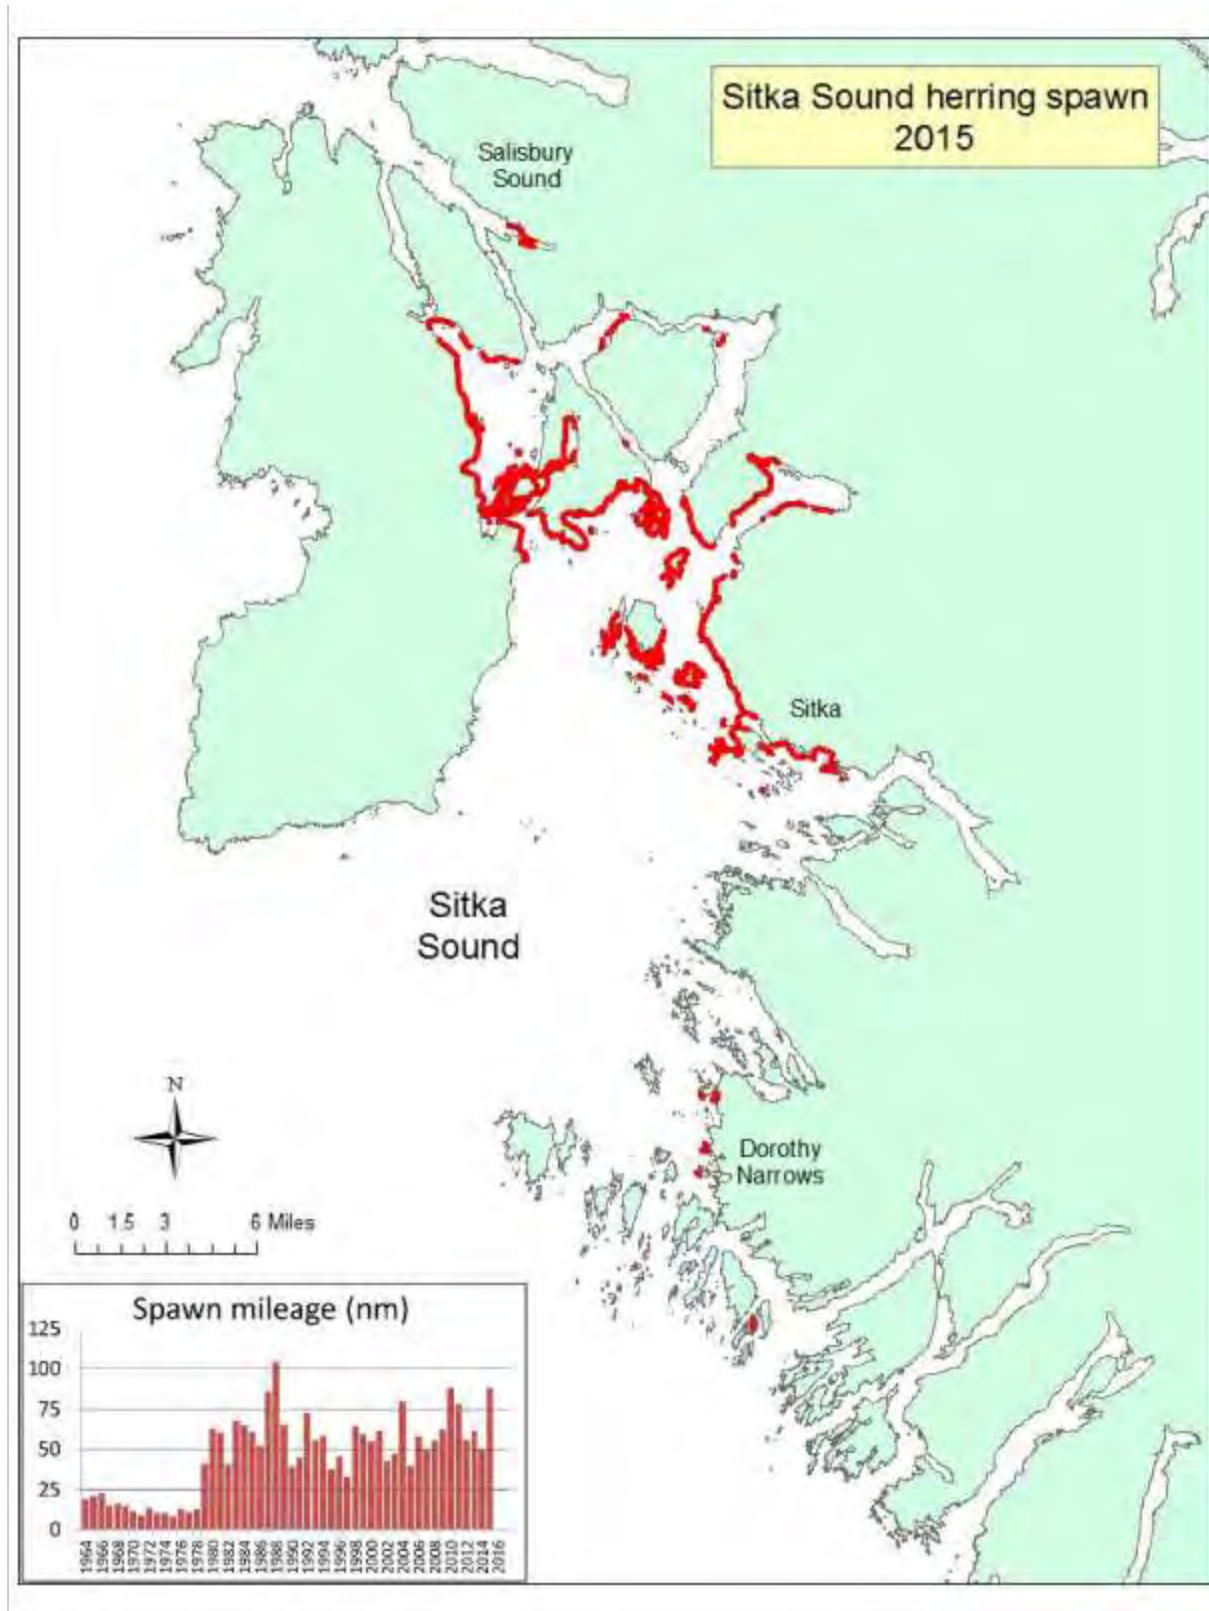 Sitka Sound herring spawn
2015
Salisbury
Sound
Sitka
Sitka
Sound
N
Dorothy
Narrows
0 1.5 3 6 Miles
Spawn mileage (nm)
125
100
75
50
25
0
1964 1966 1968 1970 1972 1974 1976 1978 1980 1982 1984 1986 1988 1990 1992 1994 1996 1998 2000 2002 2004 2006 2008 2010 2012 2014 2016